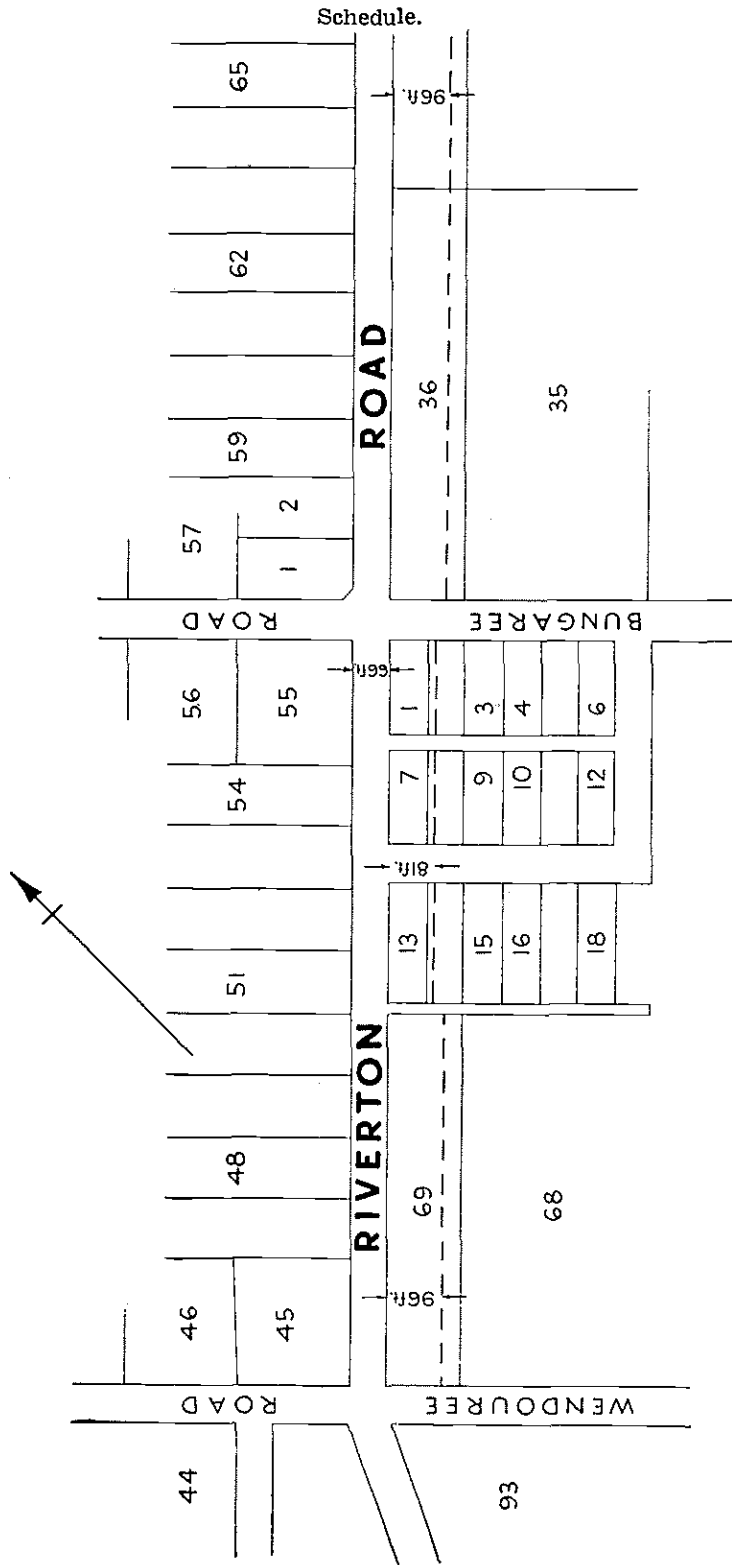 Schedule.
65
96ft.
62
ROAD
36
35
59
2
57
1
ROAD
BUNGAREE
66ft.
56
55
1
3
4
6
54
7
9
10
12
81ft.
13
15
16
18
51
RIVERTON
48
69
68
96ft.
46
45
ROAD
WENDOUREE
44
93